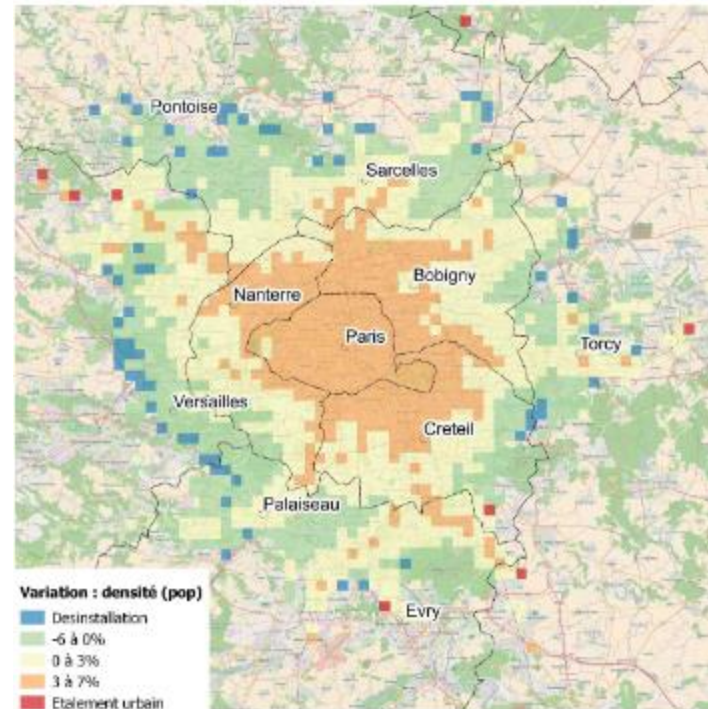 Pontoise
Sarcelles
Bobigny
Nanterre
Paris
Torcy
Versailles
Creteil
Palaiseau
Evry
Variation : densité (pop)
Desinstallation
-6 à 0%
0 à 3%
3 à 7%
Etalement urbain